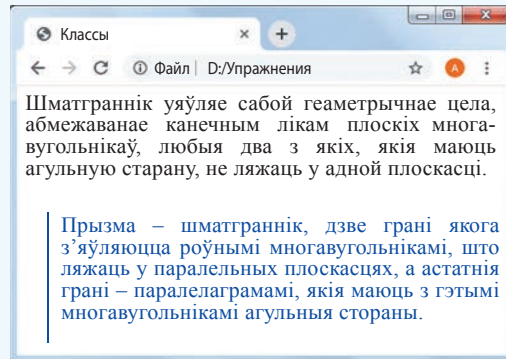 Классы
Файл | D:/Упражнения
A
Шматграннік уяўляе сабой геаметрычнае цела,
абмежаванае канечным лікам плоскіх многа-
вугольнікаў, любыя два з якіх, якія маюць
агульную старану, не ляжаць у адной плоскасці.
Прызма – шматграннік, дзве грані якога
з’яўляюцца роўнымі многавугольнікамі, што
ляжаць у паралельных плоскасцях, а астатнія
грані – паралелаграмамі, якія маюць з гэтымі
многавугольнікамі агульныя стораны.